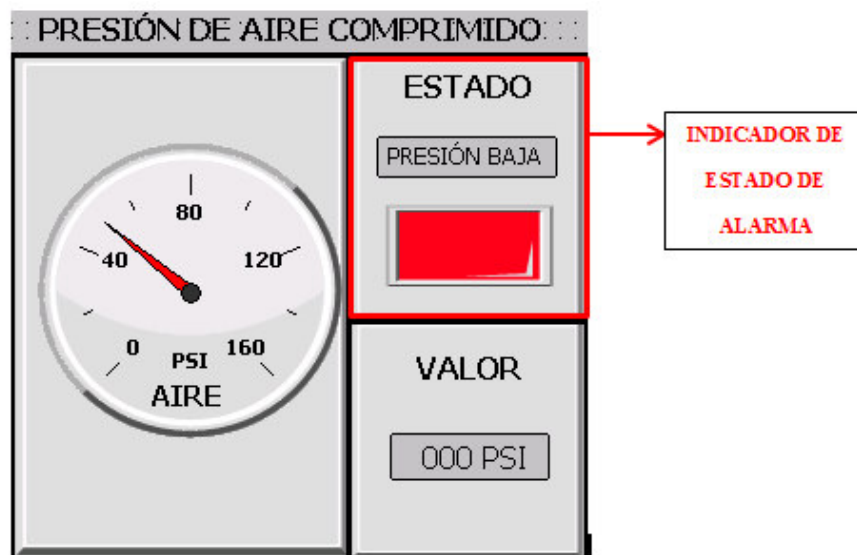 PRESIÓN DE AIRE COMPRIMIDO
ESTADO
PRESIÓN BAJA
INDICADOR DE
ESTADO DE
ALARMA
80
40
120
0
PSI
160
AIRE
VALOR
000 PSI